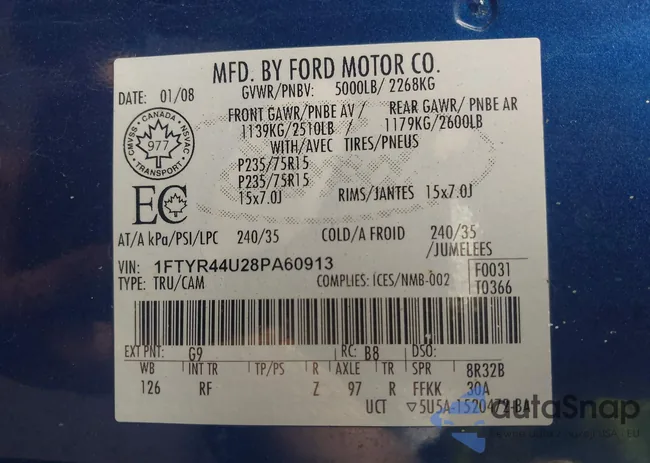 MFD. BY FORD MOTOR CO.
GVWR/PNBV: 5000LB/ 2268KG
DATE: 01/08
FRONT GAWR/PNBE AV /
1139KG/2510LB
REAR GAWR/ PNBE AR
1179KG/2600LB
WITH/AVEC TIRES/PNEUS
CMVSS · CANADA · NSVAC
977
TRANSPORT
P235/75R15
P235/75R15
15x7.0J
RIMS/JANTES 15x7.0J
EC
AT/A kPa/PSI/LPC 240/35 COLD/A FROID 240/35
/JUMELEES
VIN: 1FTYR44U28PA60913
TYPE: TRU/CAM COMPLIES: ICES/NMB-002
F0031
T0366
EXT PNT: G9 RC: B8 DSO:
WB INT TR TP/PS R AXLE TR SPR 8R32B
126 RF Z 97 R FFKK 30A
UCT ▽5U5A-1520472-BA
autoSnap